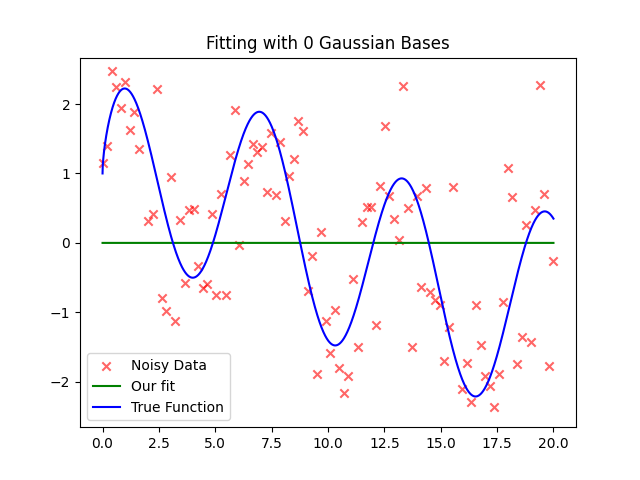 Fitting with 0 Gaussian Bases
2
1
0
−1
−2
Noisy Data
Our fit
True Function
0.0 2.5 5.0 7.5 10.0 12.5 15.0 17.5 20.0